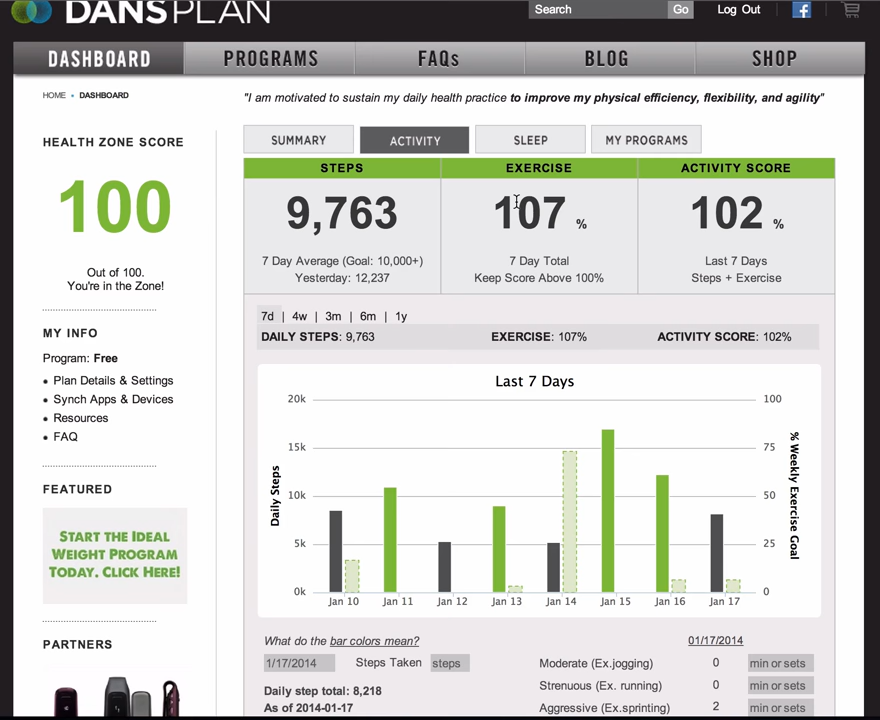 DANSPLAN
Search
Go
Log Out
f
DASHBOARD
PROGRAMS
FAQs
BLOG
SHOP
HOME • DASHBOARD
"I am motivated to sustain my daily health practice to improve my physical efficiency, flexibility, and agility"
HEALTH ZONE SCORE
100
Out of 100.
You're in the Zone!
MY INFO
Program: Free
• Plan Details & Settings
• Synch Apps & Devices
• Resources
• FAQ
FEATURED
START THE IDEAL
WEIGHT PROGRAM
TODAY. CLICK HERE!
PARTNERS
SUMMARY
ACTIVITY
SLEEP
MY PROGRAMS
STEPS
9,763
7 Day Average (Goal: 10,000+)
Yesterday: 12,237
EXERCISE
107 %
7 Day Total
Keep Score Above 100%
ACTIVITY SCORE
102 %
Last 7 Days
Steps + Exercise
7d | 4w | 3m | 6m | 1y
DAILY STEPS: 9,763
EXERCISE: 107%
ACTIVITY SCORE: 102%
Last 7 Days
Daily Steps
20k
15k
10k
5k
0k
100
75
50
25
0
% Weekly Exercise Goal
Jan 10
Jan 11
Jan 12
Jan 13
Jan 14
Jan 15
Jan 16
Jan 17
What do the bar colors mean?
01/17/2014
1/17/2014
Steps Taken
steps
Daily step total: 8,218
As of 2014-01-17
Moderate (Ex.jogging)
0
min or sets
Strenuous (Ex. running)
0
min or sets
Aggressive (Ex.sprinting)
2
min or sets